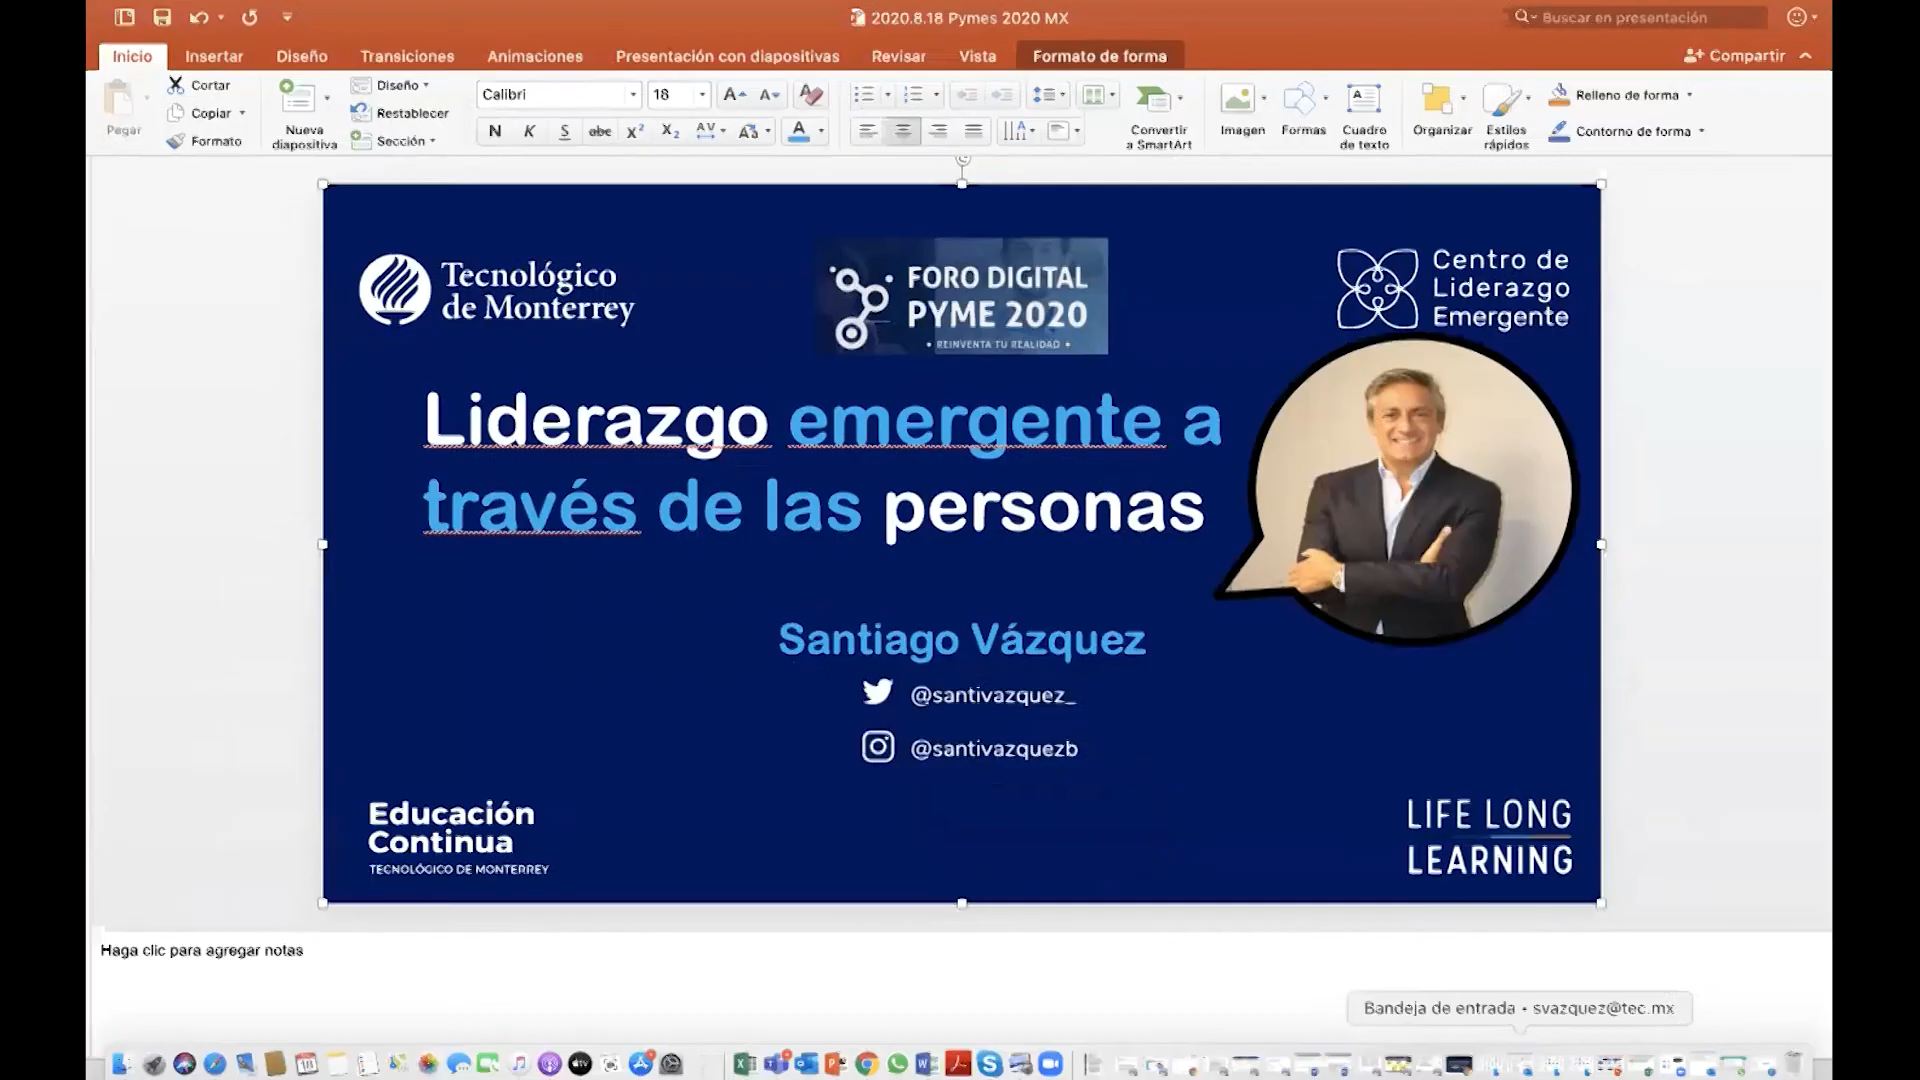 2020.8.18 Pymes 2020 MX
Buscar en presentación
Inicio Insertar Diseño Transiciones Animaciones Presentación con diapositivas Revisar Vista Formato de forma Compartir
Pegar
Cortar
Copiar
Formato
Nueva
diapositiva
Diseño
Restablecer
Sección
Calibri 18
N K S abc X² X₂ AV
Convertir
a SmartArt
Imagen
Formas
Cuadro
de texto
Organizar
Estilos
rápidos
Relleno de forma
Contorno de forma
Tecnológico
de Monterrey
FORO DIGITAL
PYME 2020
• REINVENTA TU REALIDAD •
Centro de
Liderazgo
Emergente
Liderazgo emergente a
través de las personas
Santiago Vázquez
@santivazquez_
@santivazquezb
Educación
Continua
TECNOLÓGICO DE MONTERREY
LIFE LONG
LEARNING
Haga clic para agregar notas
Bandeja de entrada • svazquez@tec.mx